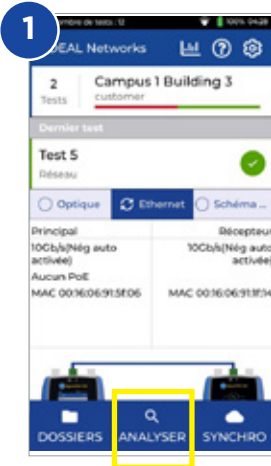 1
Nombre de tests : 12 100% 04:28
IDEAL Networks
2 Campus 1 Building 3
Tests customer
Dernier test
Test 5
Réseau
Optique Ethernet Schéma ...
Principal Récepteur
10Gb/s(Nég auto activée) 10Gb/s(Nég auto activée)
Aucun PoE
MAC 00:16:06:91:5F:06 MAC 00:16:06:91:1F:14
DOSSIERS ANALYSER SYNCHRO